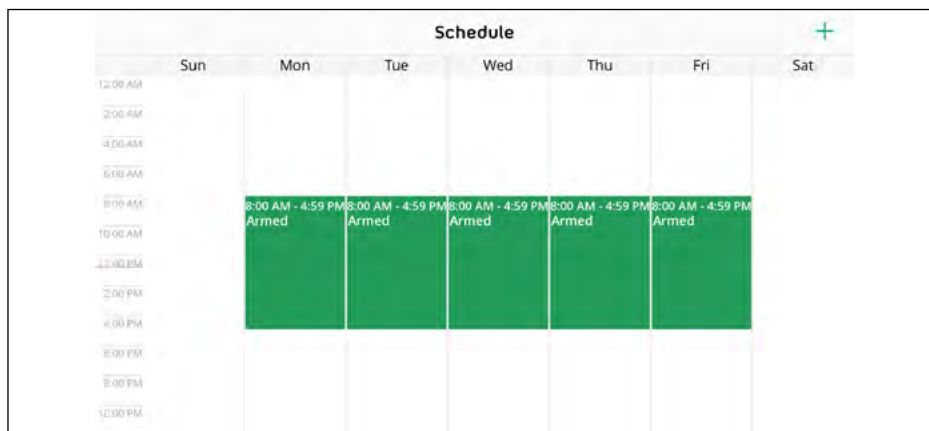 Schedule
+
Sun Mon Tue Wed Thu Fri Sat
12:00 AM
2:00 AM
4:00 AM
6:00 AM
8:00 AM
8:00 AM - 4:59 PM 8:00 AM - 4:59 PM 8:00 AM - 4:59 PM 8:00 AM - 4:59 PM 8:00 AM - 4:59 PM
Armed Armed Armed Armed Armed
10:00 AM
12:00 PM
2:00 PM
4:00 PM
6:00 PM
8:00 PM
10:00 PM